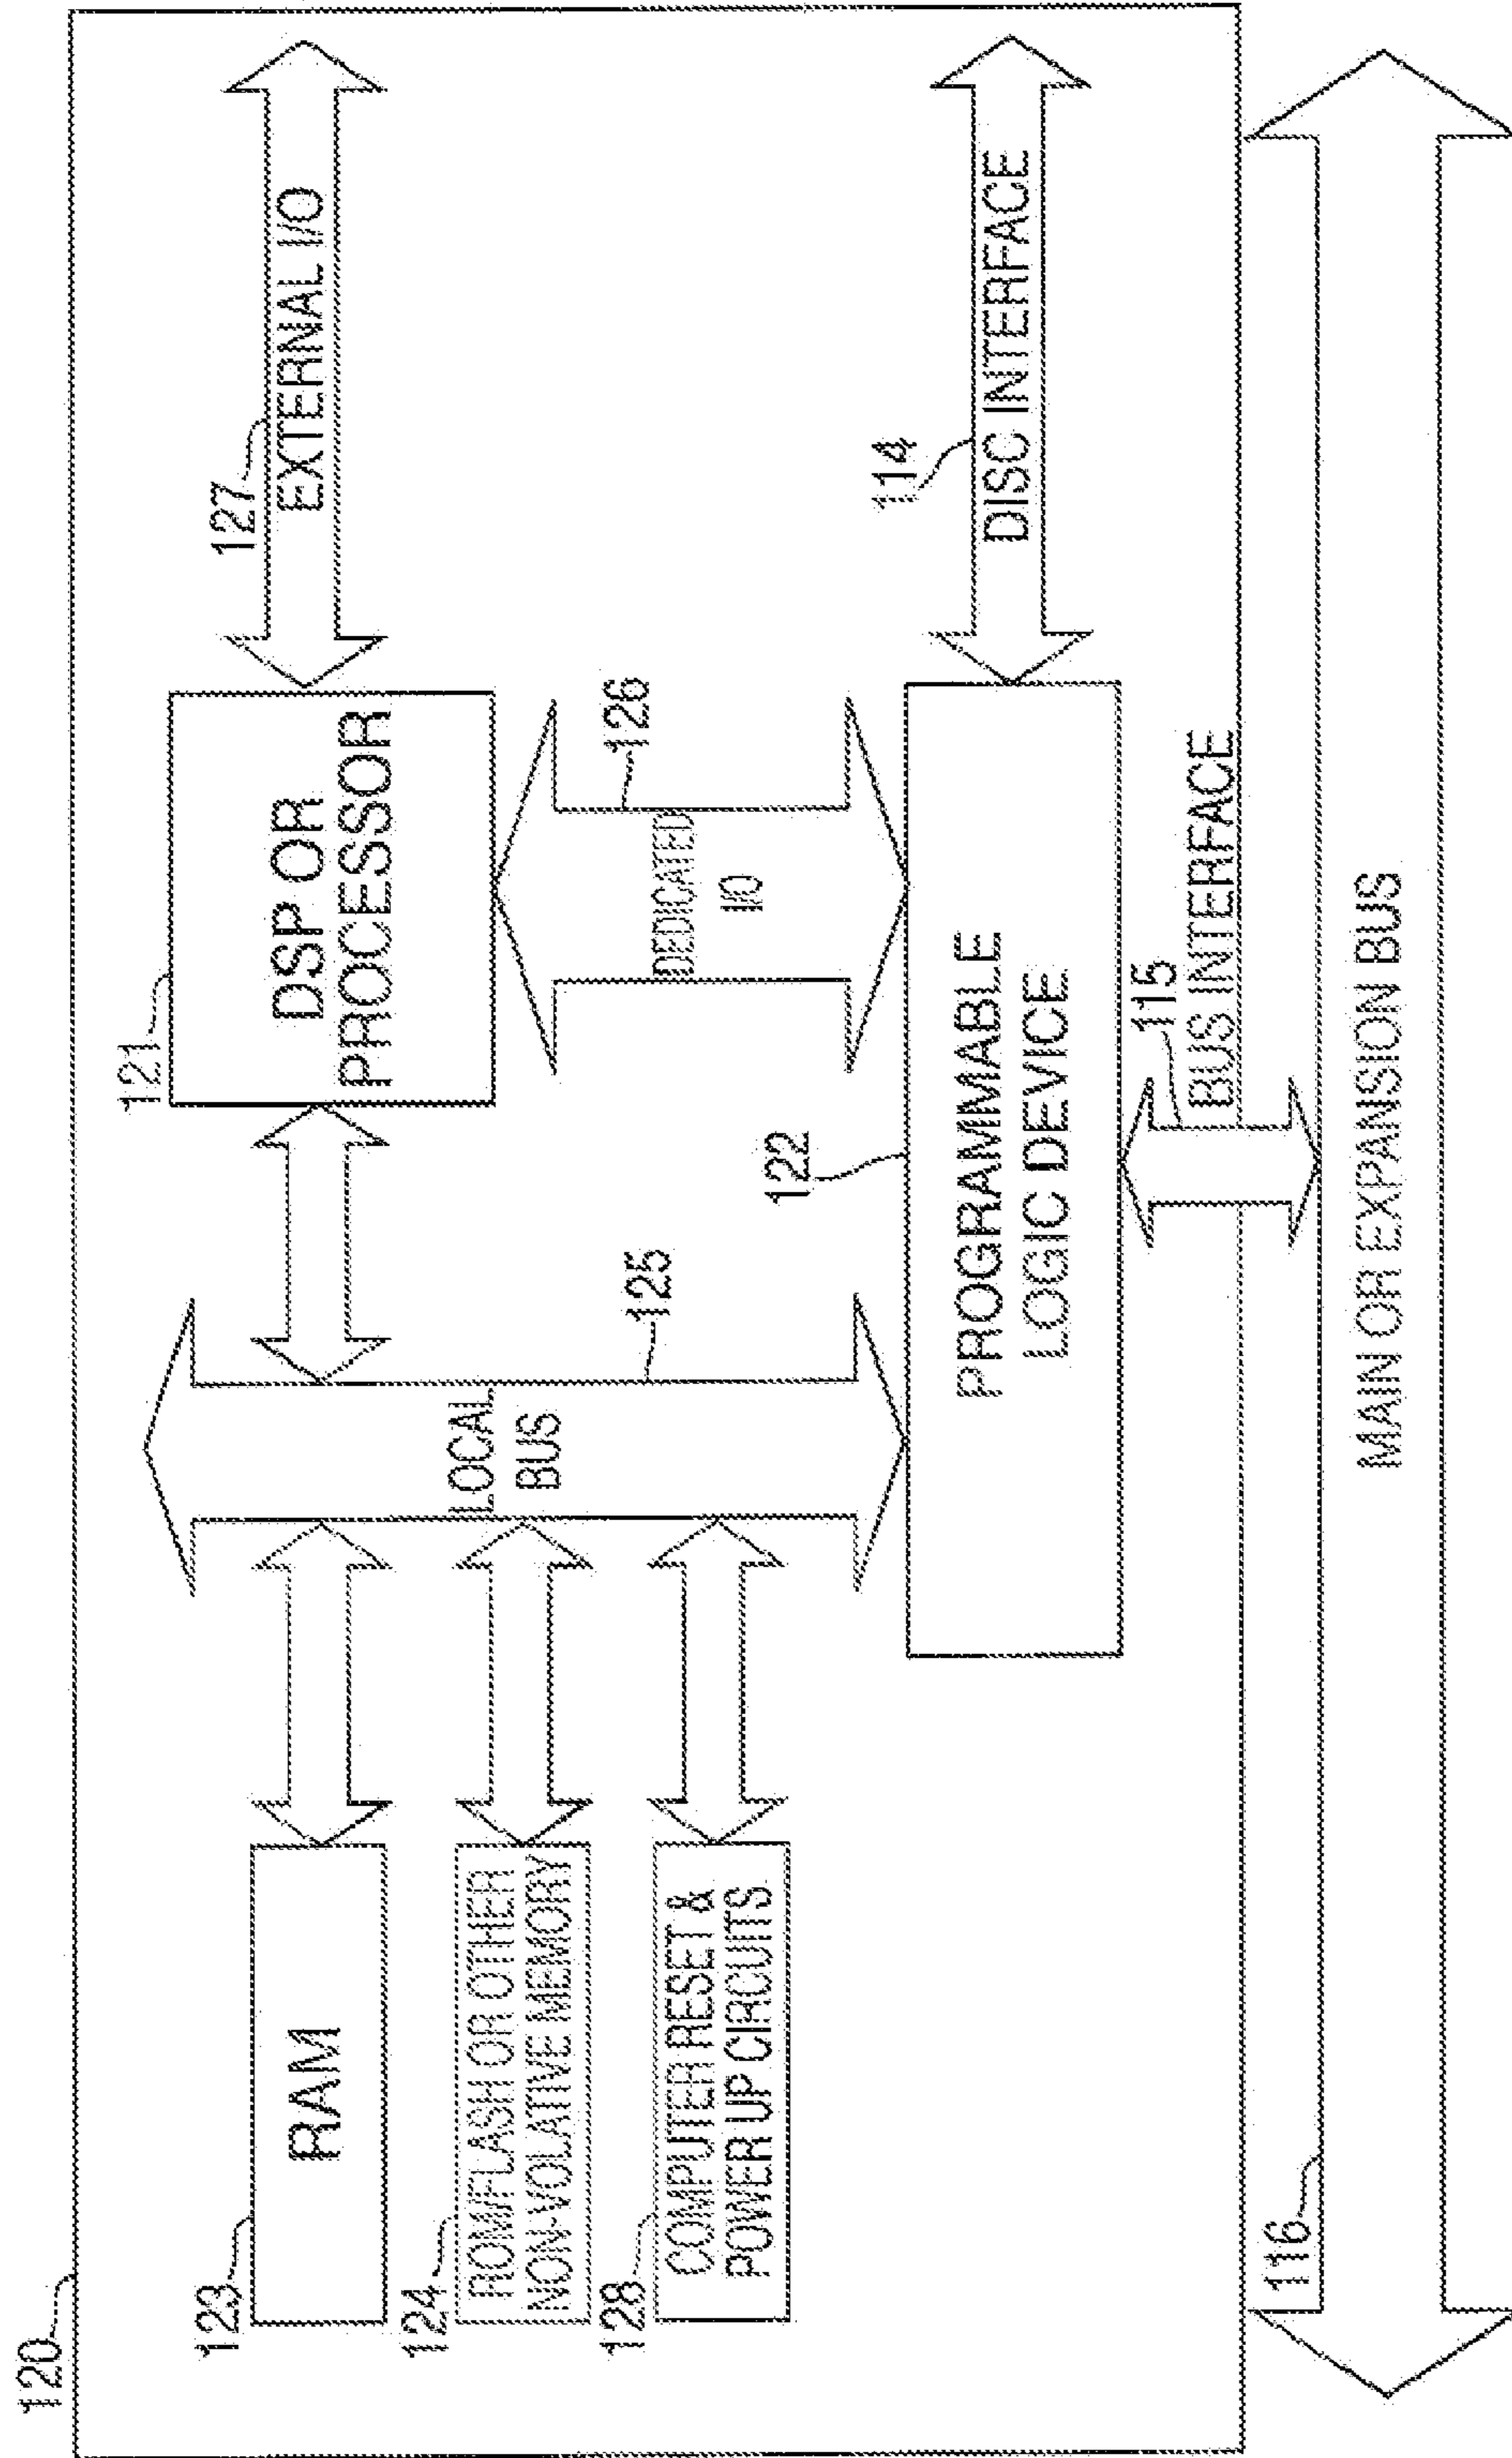 120
123
RAM
124
ROM/FLASH OR OTHER
NON-VOLATIVE MEMORY
128
COMPUTER RESET &
POWER UP CIRCUITS
LOCAL
BUS
125
121
DSP OR
PROCESSOR
DEDICATED
I/O
126
127
EXTERNAL I/O
122
PROGRAMMABLE
LOGIC DEVICE
114
DISC INTERFACE
115
BUS INTERFACE
116
MAIN OR EXPANSION BUS